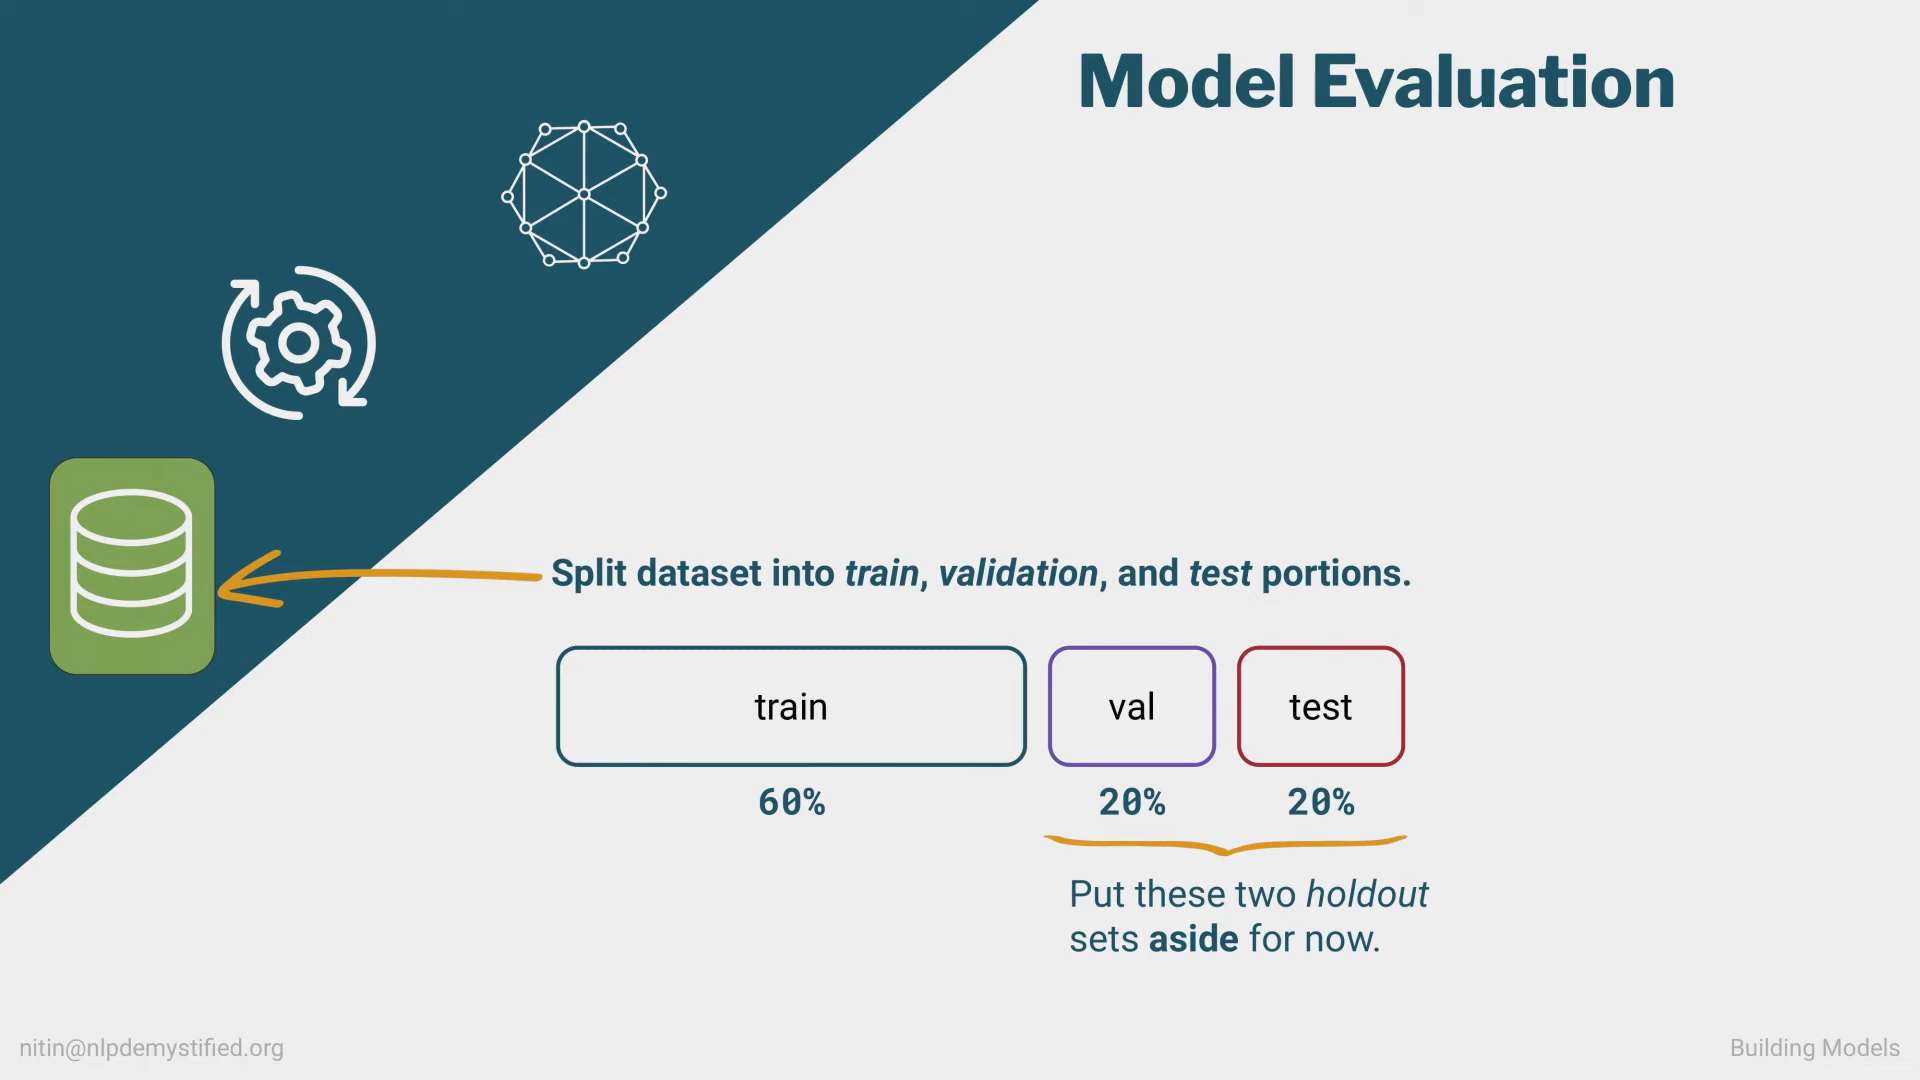 Model Evaluation
Split dataset into train, validation, and test portions.
train val test
60% 20% 20%
Put these two holdout
sets aside for now.
nitin@nlpdemystified.org Building Models